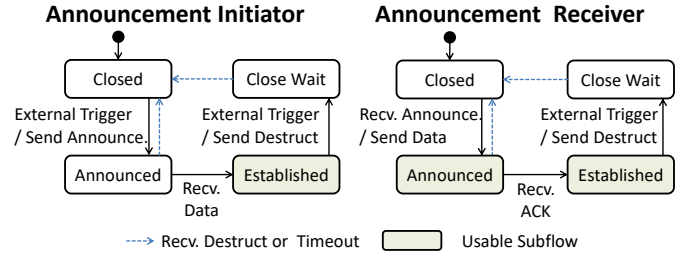 Announcement Initiator
Closed
Close Wait
External Trigger
/ Send Announce.
External Trigger
/ Send Destruct
Announced
Established
Recv.
Data
Announcement Receiver
Closed
Close Wait
Recv. Announce.
/ Send Data
External Trigger
/ Send Destruct
Announced
Established
Recv.
ACK
Recv. Destruct or Timeout
Usable Subflow